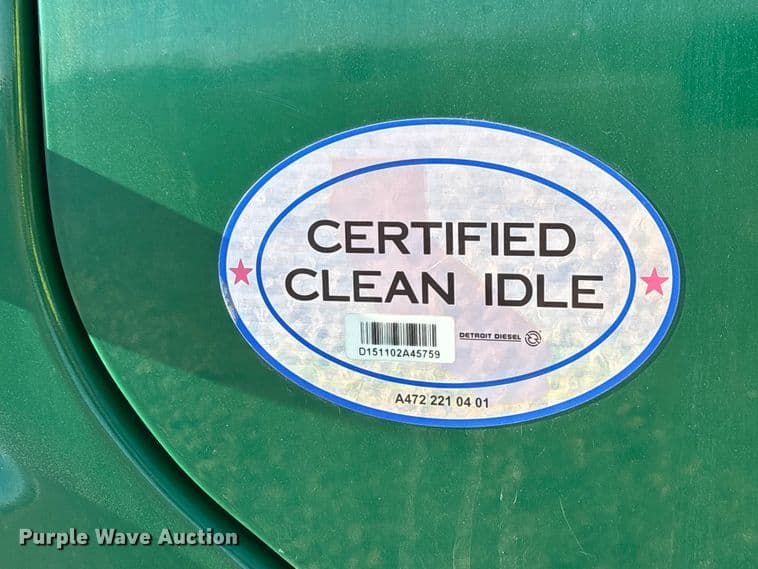 CERTIFIED
CLEAN IDLE
D151102A45759
DETROIT DIESEL
A472 221 04 01
Purple Wave Auction